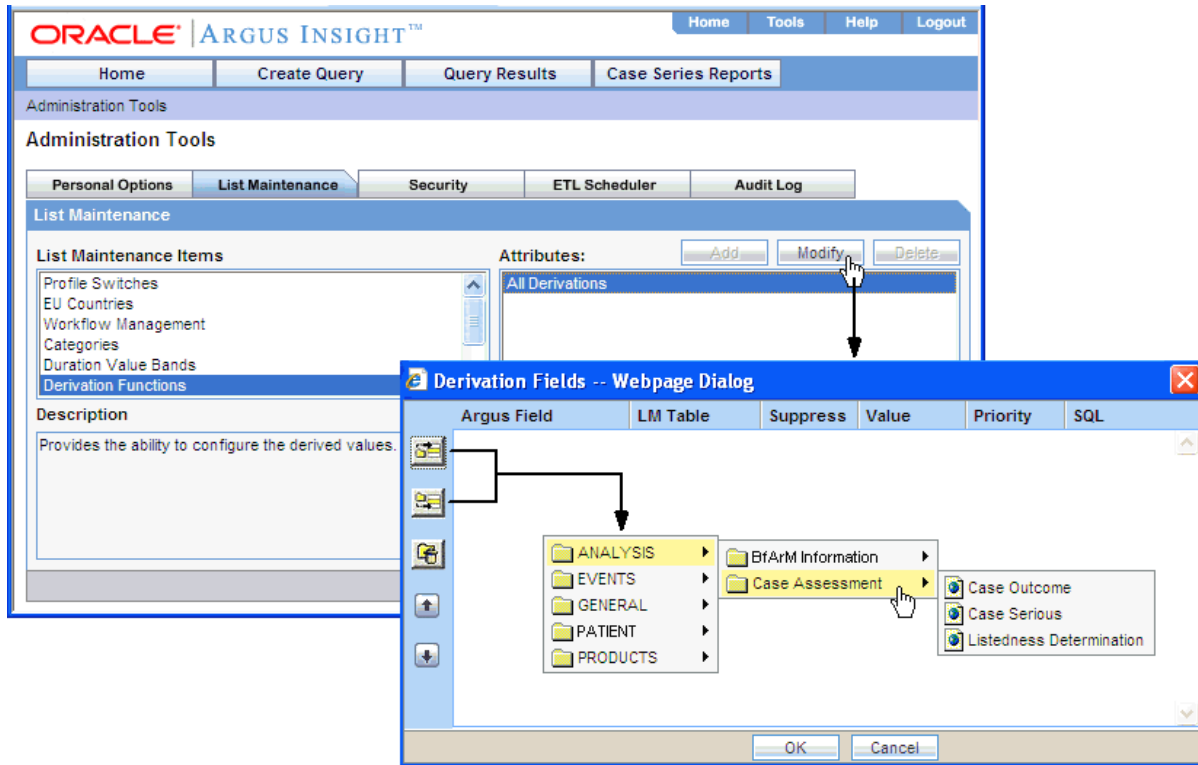 ORACLE® | ARGUS INSIGHT™
Home Tools Help Logout
Home Create Query Query Results Case Series Reports
Administration Tools
Administration Tools
Personal Options List Maintenance Security ETL Scheduler Audit Log
List Maintenance
List Maintenance Items
Attributes:
Add Modify Delete
Profile Switches
EU Countries
Workflow Management
Categories
Duration Value Bands
Derivation Functions
All Derivations
Description
Provides the ability to configure the derived values.
Derivation Fields -- Webpage Dialog
Argus Field LM Table Suppress Value Priority SQL
ANALYSIS
EVENTS
GENERAL
PATIENT
PRODUCTS
BfArM Information
Case Assessment
Case Outcome
Case Serious
Listedness Determination
OK Cancel